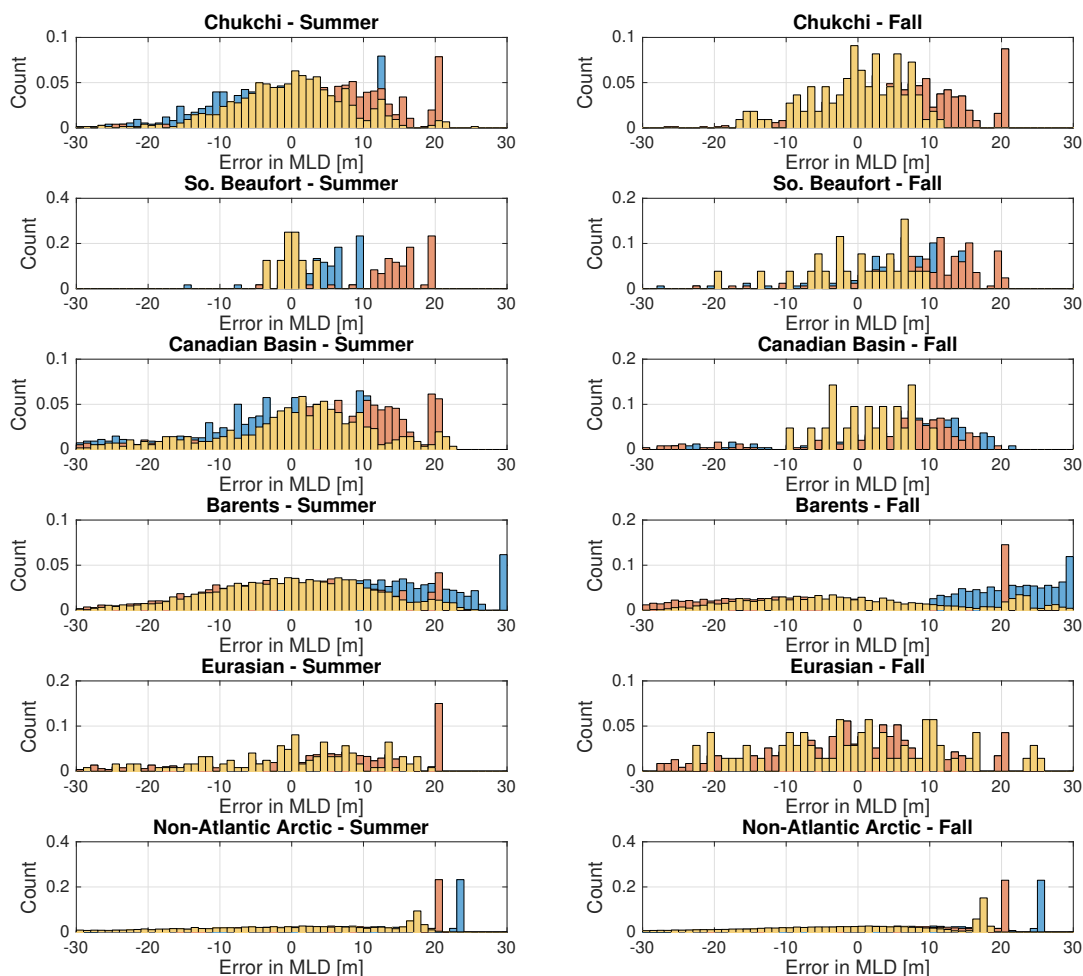 Chukchi - Summer
0.1
0.05
0
Count
-30 -20 -10 0 10 20 30
Error in MLD [m]
Chukchi - Fall
0.1
0.05
0
Count
-30 -20 -10 0 10 20 30
Error in MLD [m]
So. Beaufort - Summer
0.4
0.2
0
Count
-30 -20 -10 0 10 20 30
Error in MLD [m]
So. Beaufort - Fall
0.2
0.1
0
Count
-30 -20 -10 0 10 20 30
Error in MLD [m]
Canadian Basin - Summer
0.1
0.05
0
Count
-30 -20 -10 0 10 20 30
Error in MLD [m]
Canadian Basin - Fall
0.2
0.1
0
Count
-30 -20 -10 0 10 20 30
Error in MLD [m]
Barents - Summer
0.1
0.05
0
Count
-30 -20 -10 0 10 20 30
Error in MLD [m]
Barents - Fall
0.2
0.1
0
Count
-30 -20 -10 0 10 20 30
Error in MLD [m]
Eurasian - Summer
0.2
0.1
0
Count
-30 -20 -10 0 10 20 30
Error in MLD [m]
Eurasian - Fall
0.1
0.05
0
Count
-30 -20 -10 0 10 20 30
Error in MLD [m]
Non-Atlantic Arctic - Summer
0.4
0.2
0
Count
-30 -20 -10 0 10 20 30
Error in MLD [m]
Non-Atlantic Arctic - Fall
0.4
0.2
0
Count
-30 -20 -10 0 10 20 30
Error in MLD [m]